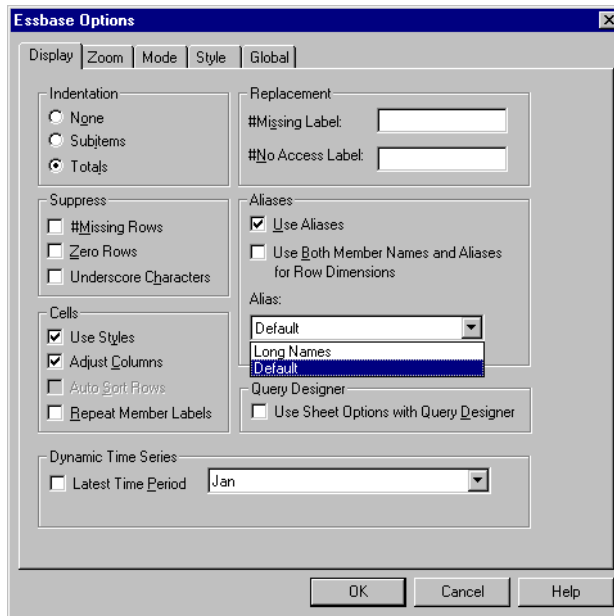 Essbase Options
Display
Zoom
Mode
Style
Global
Indentation
None
Subitems
Totals
Replacement
#Missing Label:
#No Access Label:
Suppress
#Missing Rows
Zero Rows
Underscore Characters
Aliases
Use Aliases
Use Both Member Names and Aliases
for Row Dimensions
Alias:
Default
Long Names
Default
Cells
Use Styles
Adjust Columns
Auto Sort Rows
Repeat Member Labels
Query Designer
Use Sheet Options with Query Designer
Dynamic Time Series
Latest Time Period
Jan
OK
Cancel
Help